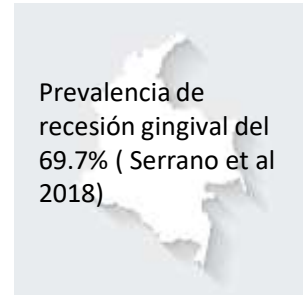 Prevalencia de
recesión gingival del
69.7% ( Serrano et al
2018)